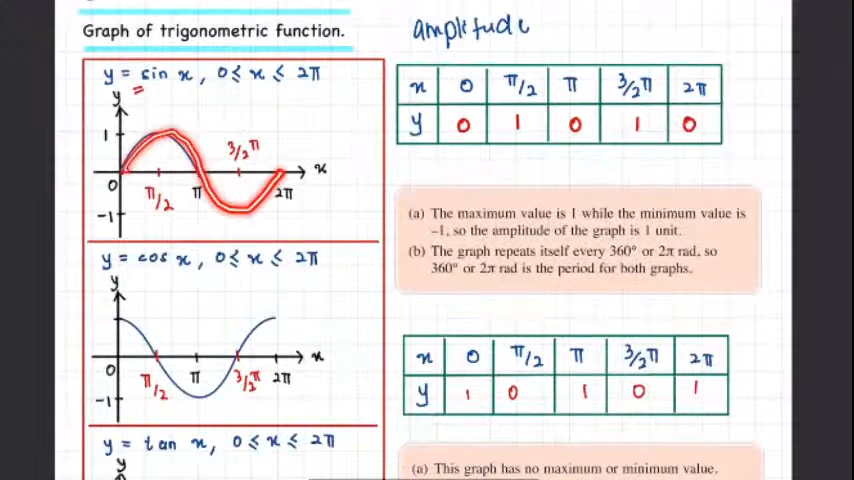 Graph of trigonometric function.
amplitude
y = sin x , 0 ≤ x ≤ 2π
y
1
0
-1
π/2
π
3/2 π
2π
x
x 0 π/2 π 3/2π 2π
y 0 1 0 1 0
(a) The maximum value is 1 while the minimum value is
–1, so the amplitude of the graph is 1 unit.
(b) The graph repeats itself every 360° or 2π rad, so
360° or 2π rad is the period for both graphs.
y = cos x , 0 ≤ x ≤ 2π
y
0
-1
π/2
π
3/2 π
2π
x
x 0 π/2 π 3/2π 2π
y 1 0 1 0 1
y = tan x, 0 ≤ x ≤ 2π
y
(a) This graph has no maximum or minimum value.